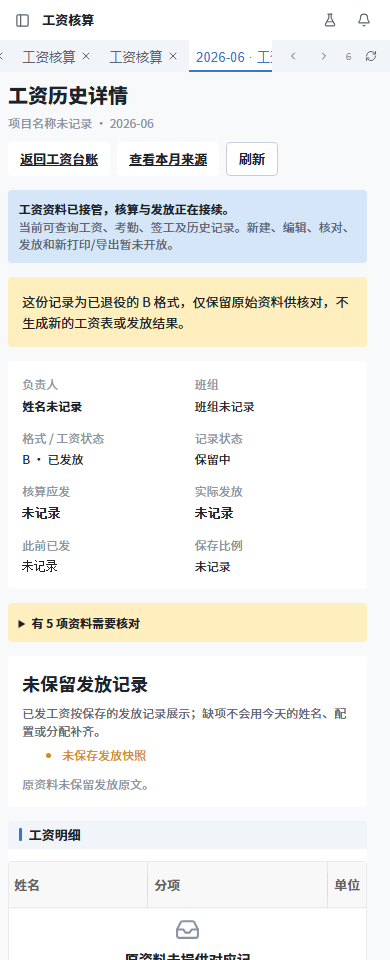 工资核算
工资核算 × 工资核算 × 2026-06 · 工 6
工资历史详情
项目名称未记录 • 2026-06
返回工资台账 查看本月来源 刷新
工资资料已接管，核算与发放正在接续。
当前可查询工资、考勤、签工及历史记录。新建、编辑、核对、
发放和新打印/导出暂未开放。
这份记录为已退役的 B 格式，仅保留原始资料供核对，不
生成新的工资表或发放结果。
负责人 班组
姓名未记录 班组未记录
格式 / 工资状态 记录状态
B • 已发放 保留中
核算应发 实际发放
未记录 未记录
此前已发 保存比例
未记录 未记录
有 5 项资料需要核对
未保留发放记录
已发工资按保存的发放记录展示；缺项不会用今天的姓名、配
置或分配补齐。
未保存发放快照
原资料未保留发放原文。
工资明细
姓名 分项 单位
原资料未提供对应记